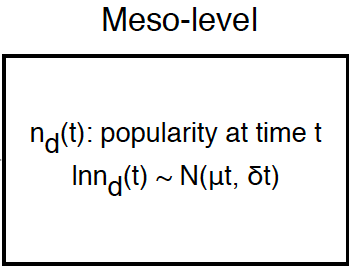 Meso-level
n_d(t): popularity at time t
lnn_d(t) ~ N(μt, δt)